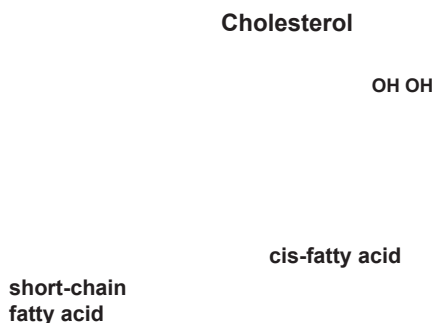 Cholesterol
OH OH
cis-fatty acid
short-chain
fatty acid